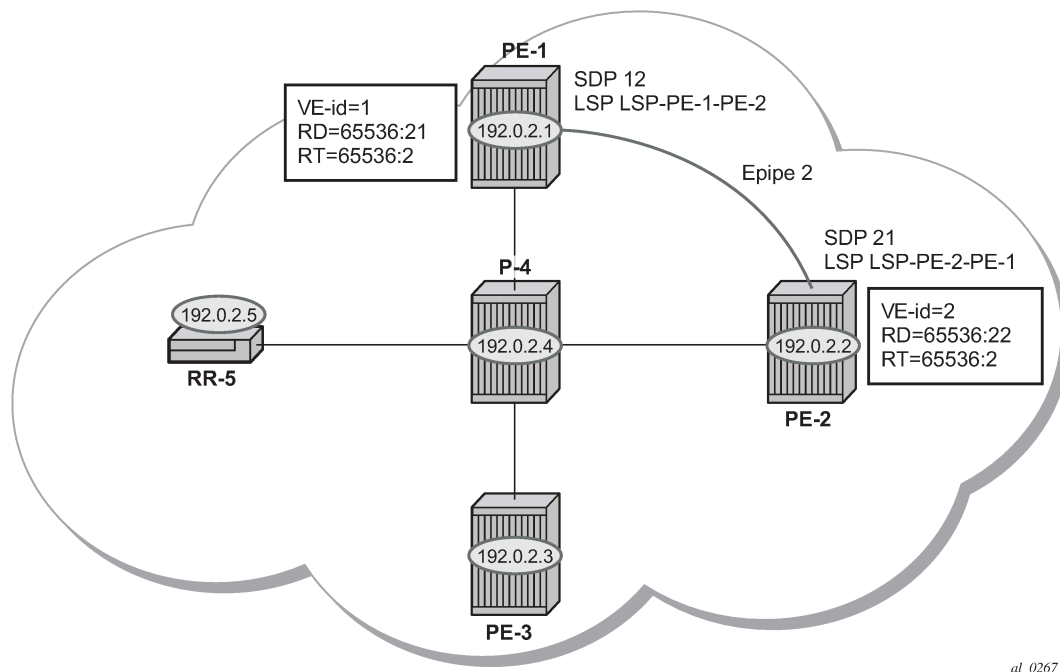 PE-1
SDP 12
LSP LSP-PE-1-PE-2
VE-id=1
RD=65536:21
RT=65536:2
192.0.2.1
Epipe 2
SDP 21
LSP LSP-PE-2-PE-1
P-4
192.0.2.5
192.0.2.4
192.0.2.2
VE-id=2
RD=65536:22
RT=65536:2
RR-5
PE-2
192.0.2.3
PE-3
al_0267